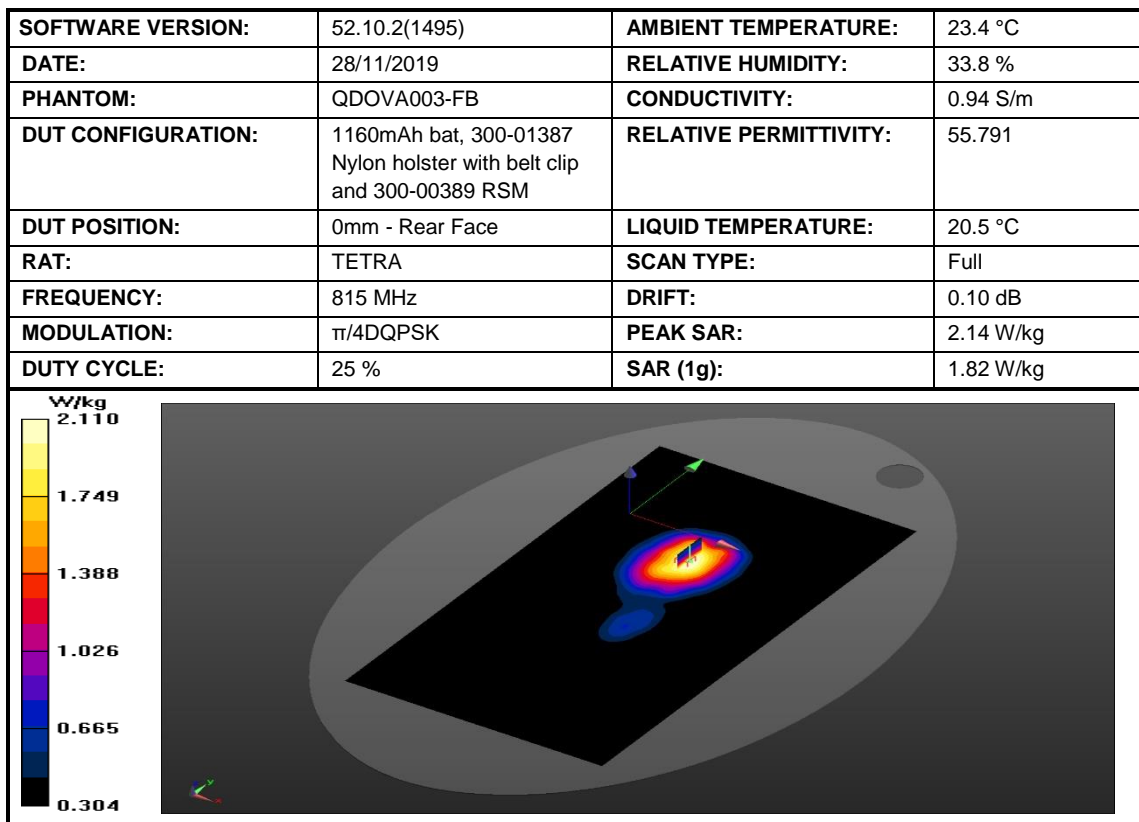 SOFTWARE VERSION: 52.10.2(1495) AMBIENT TEMPERATURE: 23.4 °C
DATE: 28/11/2019 RELATIVE HUMIDITY: 33.8 %
PHANTOM: QDOVA003-FB CONDUCTIVITY: 0.94 S/m
DUT CONFIGURATION: 1160mAh bat, 300-01387 RELATIVE PERMITTIVITY: 55.791
Nylon holster with belt clip
and 300-00389 RSM
DUT POSITION: 0mm - Rear Face LIQUID TEMPERATURE: 20.5 °C
RAT: TETRA SCAN TYPE: Full
FREQUENCY: 815 MHz DRIFT: 0.10 dB
MODULATION: π/4DQPSK PEAK SAR: 2.14 W/kg
DUTY CYCLE: 25 % SAR (1g): 1.82 W/kg
W/kg
2.110
1.749
1.388
1.026
0.665
0.304